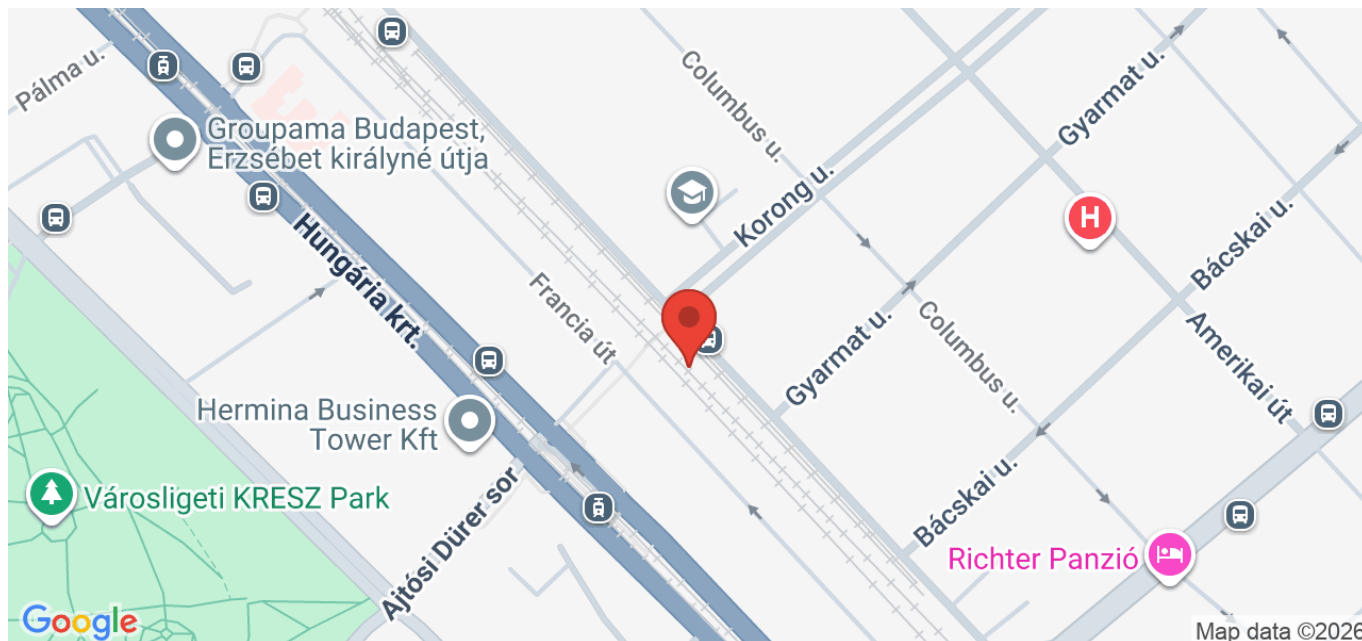 Pálma u.
Columbus u.
Gyarmat u.
Groupama Budapest,
Erzsébet királyné útja
Korong u.
H
Bácskai u.
Hungária krt.
Francia út
Gyarmat u.
Columbus u.
Amerikai út
Hermina Business
Tower Kft
Városligeti KRESZ Park
Ajtósi Dürer sor
Bácskai u.
Richter Panzió
Google
Map data ©2026